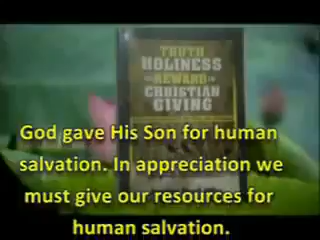 TRUTH
HOLINESS
REWARD
CHRISTIAN
GIVING
God gave His Son for human
salvation. In appreciation we
must give our resources for
human salvation.